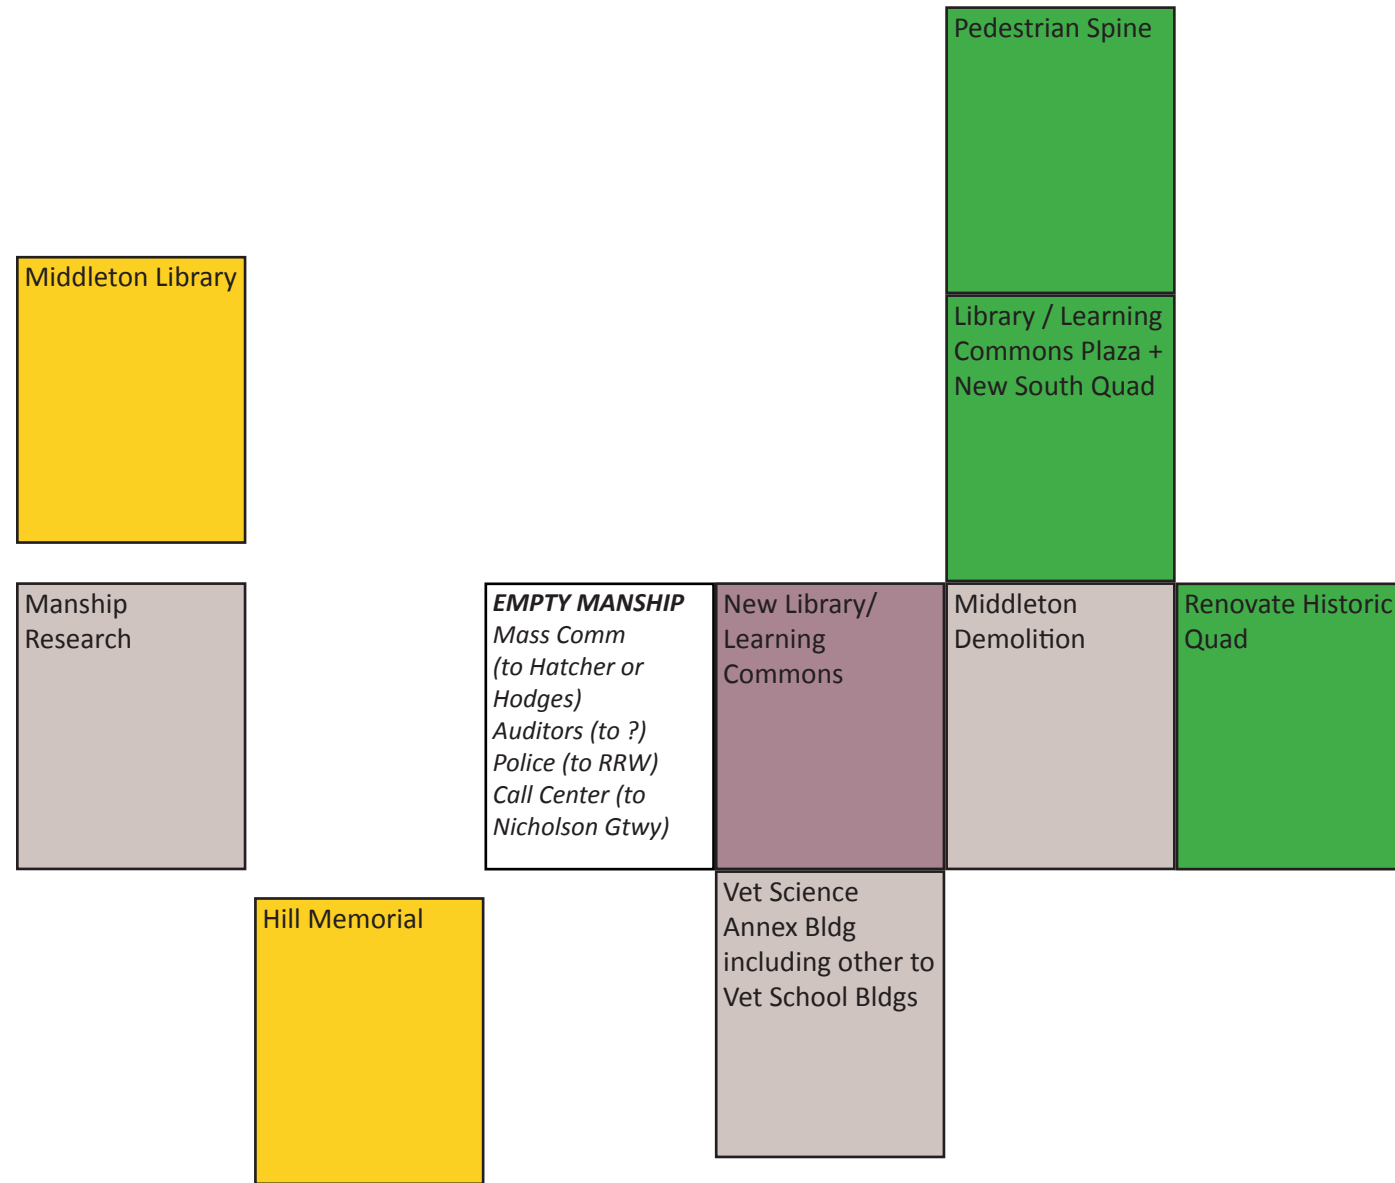 Pedestrian Spine
Middleton Library
Library / Learning
Commons Plaza +
New South Quad
Manship
Research
EMPTY MANSHIP
Mass Comm
(to Hatcher or
Hodges)
Auditors (to ?)
Police (to RRW)
Call Center (to
Nicholson Gtwy)
New Library/
Learning
Commons
Middleton
Demolition
Renovate Historic
Quad
Hill Memorial
Vet Science
Annex Bldg
including other to
Vet School Bldgs